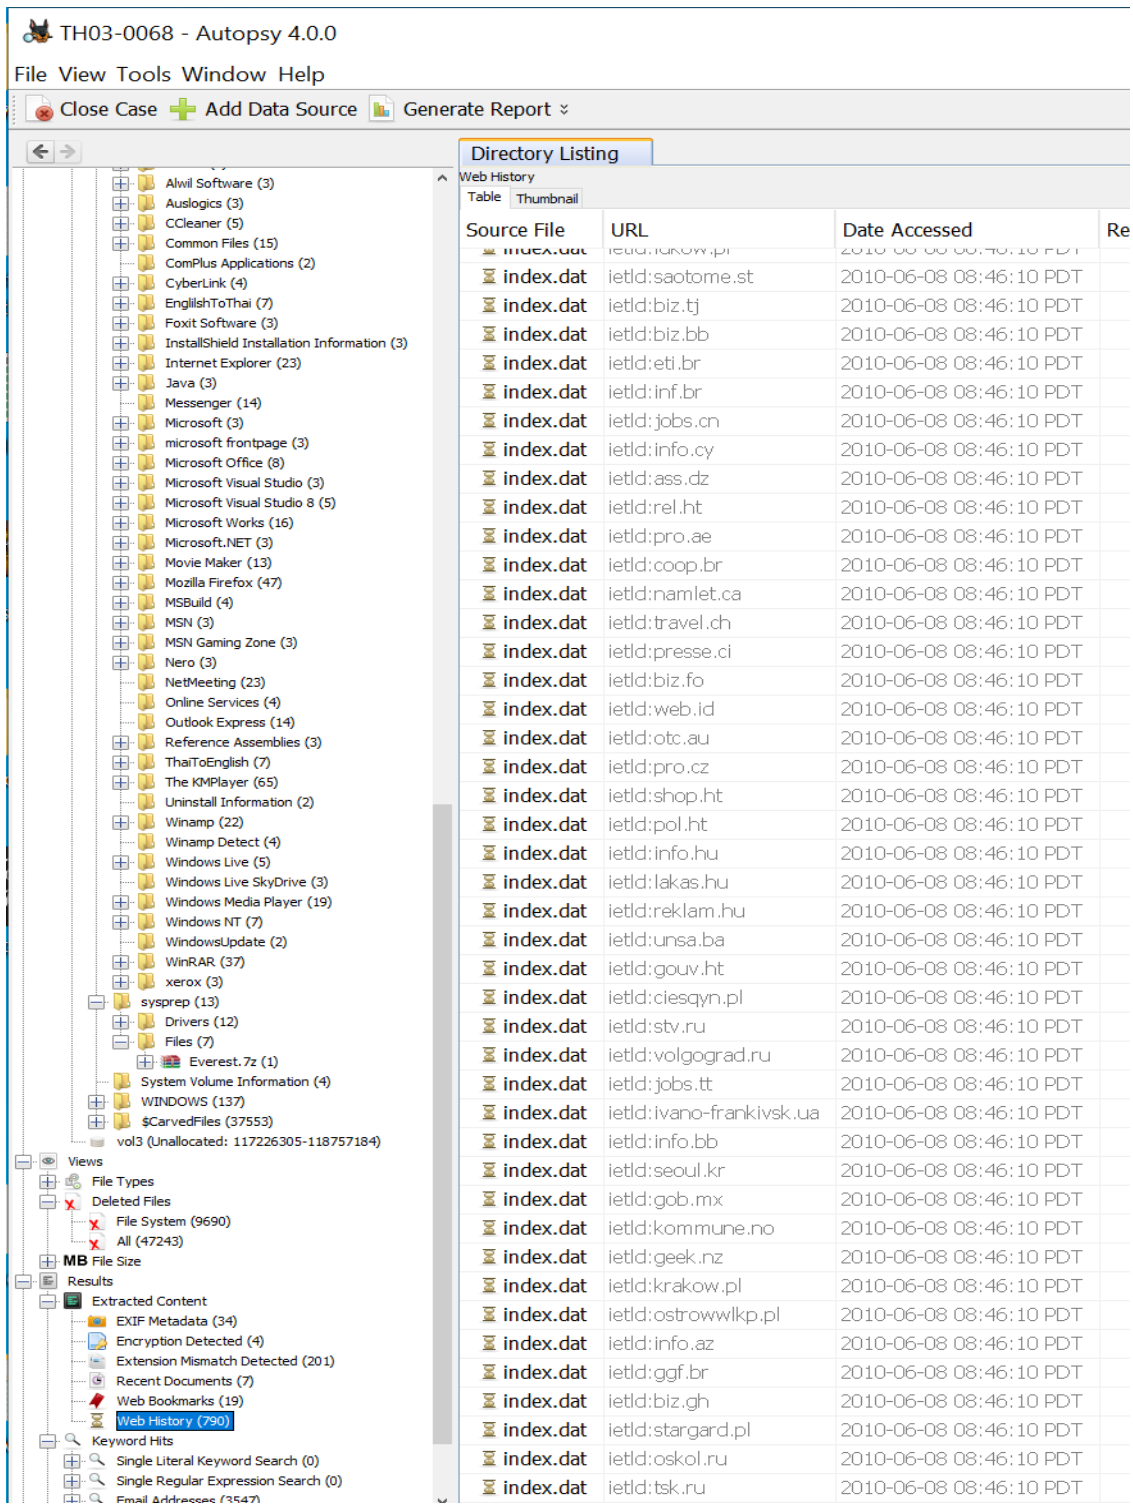 TH03-0068 - Autopsy 4.0.0
File View Tools Window Help
Close Case Add Data Source Generate Report
Alwil Software (3)
Auslogics (3)
CCleaner (5)
Common Files (15)
ComPlus Applications (2)
CyberLink (4)
EnglilshToThai (7)
Foxit Software (3)
InstallShield Installation Information (3)
Internet Explorer (23)
Java (3)
Messenger (14)
Microsoft (3)
microsoft frontpage (3)
Microsoft Office (8)
Microsoft Visual Studio (3)
Microsoft Visual Studio 8 (5)
Microsoft Works (16)
Microsoft.NET (3)
Movie Maker (13)
Mozilla Firefox (47)
MSBuild (4)
MSN (3)
MSN Gaming Zone (3)
Nero (3)
NetMeeting (23)
Online Services (4)
Outlook Express (14)
Reference Assemblies (3)
ThaiToEnglish (7)
The KMPlayer (65)
Uninstall Information (2)
Winamp (22)
Winamp Detect (4)
Windows Live (5)
Windows Live SkyDrive (3)
Windows Media Player (19)
Windows NT (7)
WindowsUpdate (2)
WinRAR (37)
xerox (3)
sysprep (13)
Drivers (12)
Files (7)
Everest.7z (1)
System Volume Information (4)
WINDOWS (137)
$CarvedFiles (37553)
vol3 (Unallocated: 117226305-118757184)
Views
File Types
Deleted Files
File System (9690)
All (47243)
MB File Size
Results
Extracted Content
EXIF Metadata (34)
Encryption Detected (4)
Extension Mismatch Detected (201)
Recent Documents (7)
Web Bookmarks (19)
Web History (790)
Keyword Hits
Single Literal Keyword Search (0)
Single Regular Expression Search (0)
Email Addresses (3547)
Directory Listing
Web History
Table Thumbnail
Source File URL Date Accessed Re
index.dat ietld:lukow.pl 2010-06-08 08:46:10 PDT
index.dat ietld:saotome.st 2010-06-08 08:46:10 PDT
index.dat ietld:biz.tj 2010-06-08 08:46:10 PDT
index.dat ietld:biz.bb 2010-06-08 08:46:10 PDT
index.dat ietld:eti.br 2010-06-08 08:46:10 PDT
index.dat ietld:inf.br 2010-06-08 08:46:10 PDT
index.dat ietld:jobs.cn 2010-06-08 08:46:10 PDT
index.dat ietld:info.cy 2010-06-08 08:46:10 PDT
index.dat ietld:ass.dz 2010-06-08 08:46:10 PDT
index.dat ietld:rel.ht 2010-06-08 08:46:10 PDT
index.dat ietld:pro.ae 2010-06-08 08:46:10 PDT
index.dat ietld:coop.br 2010-06-08 08:46:10 PDT
index.dat ietld:namlet.ca 2010-06-08 08:46:10 PDT
index.dat ietld:travel.ch 2010-06-08 08:46:10 PDT
index.dat ietld:presse.ci 2010-06-08 08:46:10 PDT
index.dat ietld:biz.fo 2010-06-08 08:46:10 PDT
index.dat ietld:web.id 2010-06-08 08:46:10 PDT
index.dat ietld:otc.au 2010-06-08 08:46:10 PDT
index.dat ietld:pro.cz 2010-06-08 08:46:10 PDT
index.dat ietld:shop.ht 2010-06-08 08:46:10 PDT
index.dat ietld:pol.ht 2010-06-08 08:46:10 PDT
index.dat ietld:info.hu 2010-06-08 08:46:10 PDT
index.dat ietld:lakas.hu 2010-06-08 08:46:10 PDT
index.dat ietld:reklam.hu 2010-06-08 08:46:10 PDT
index.dat ietld:unsa.ba 2010-06-08 08:46:10 PDT
index.dat ietld:gouv.ht 2010-06-08 08:46:10 PDT
index.dat ietld:ciesqyn.pl 2010-06-08 08:46:10 PDT
index.dat ietld:stv.ru 2010-06-08 08:46:10 PDT
index.dat ietld:volgograd.ru 2010-06-08 08:46:10 PDT
index.dat ietld:jobs.tt 2010-06-08 08:46:10 PDT
index.dat ietld:ivano-frankivsk.ua 2010-06-08 08:46:10 PDT
index.dat ietld:info.bb 2010-06-08 08:46:10 PDT
index.dat ietld:seoul.kr 2010-06-08 08:46:10 PDT
index.dat ietld:gob.mx 2010-06-08 08:46:10 PDT
index.dat ietld:kommune.no 2010-06-08 08:46:10 PDT
index.dat ietld:geek.nz 2010-06-08 08:46:10 PDT
index.dat ietld:krakow.pl 2010-06-08 08:46:10 PDT
index.dat ietld:ostrowwlkp.pl 2010-06-08 08:46:10 PDT
index.dat ietld:info.az 2010-06-08 08:46:10 PDT
index.dat ietld:ggf.br 2010-06-08 08:46:10 PDT
index.dat ietld:biz.gh 2010-06-08 08:46:10 PDT
index.dat ietld:stargard.pl 2010-06-08 08:46:10 PDT
index.dat ietld:oskol.ru 2010-06-08 08:46:10 PDT
index.dat ietld:tsk.ru 2010-06-08 08:46:10 PDT